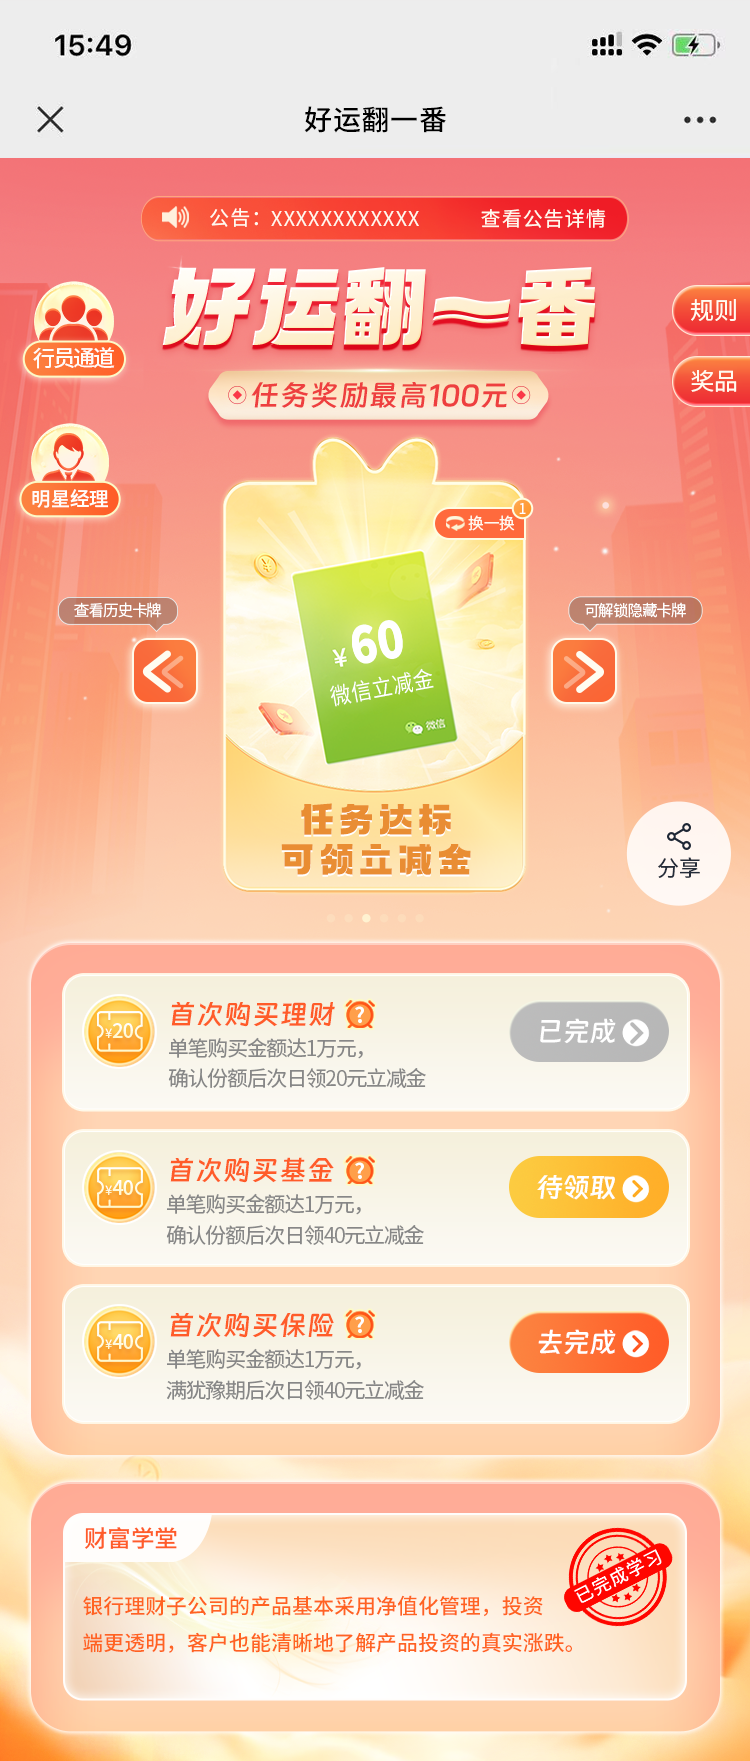 15:49
好运翻一番
公告：XXXXXXXXXXXX 查看公告详情
好运翻一番
行员通道
规则
任务奖励最高100元
奖品
明星经理
1
换一换
查看历史卡牌
可解锁隐藏卡牌
¥60
微信立减金
微信
任务达标
可领立减金
分享
首次购买理财 ?
¥20
单笔购买金额达1万元，
确认份额后次日领20元立减金
已完成
首次购买基金 ?
¥40
单笔购买金额达1万元，
确认份额后次日领40元立减金
待领取
首次购买保险 ?
¥40
单笔购买金额达1万元，
满犹豫期后次日领40元立减金
去完成
财富学堂
已完成学习
银行理财子公司的产品基本采用净值化管理，投资
端更透明，客户也能清晰地了解产品投资的真实涨跌。